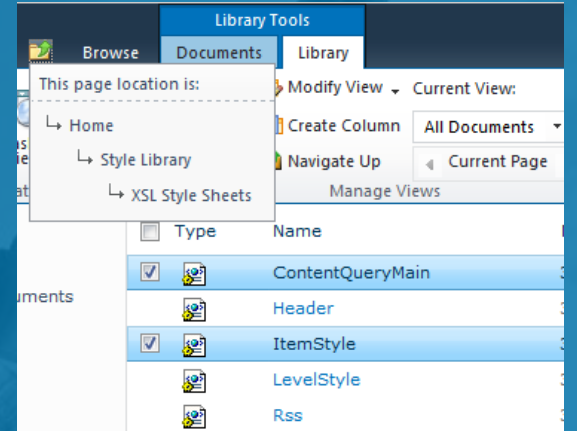 Library Tools
Browse Documents Library
This page location is:
Home
Style Library
XSL Style Sheets
Modify View Current View:
Create Column All Documents
Navigate Up Current Page
Manage Views
Type Name
ContentQueryMain
Header
ItemStyle
LevelStyle
Rss